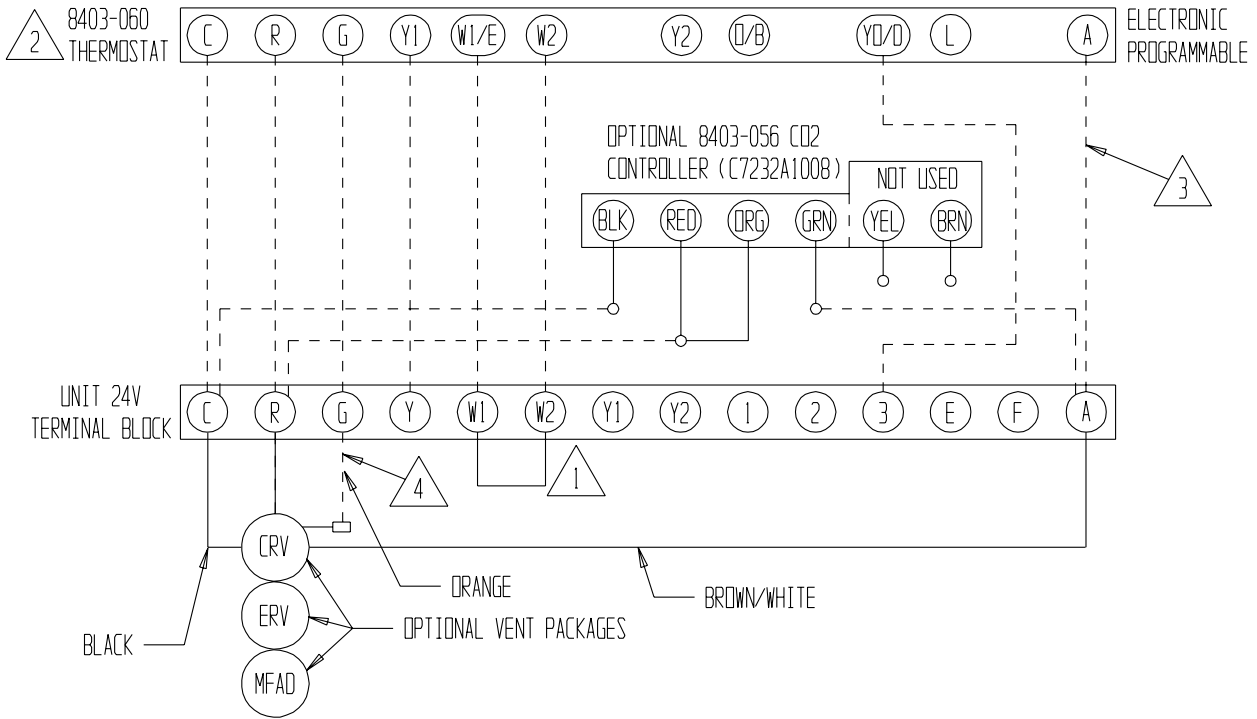 2
8403-060
THERMOSTAT
C R G Y1 W1/E W2 Y2 O/B YO/D L A
ELECTRONIC
PROGRAMMABLE
OPTIONAL 8403-056 CO2
CONTROLLER (C7232A1008)
NOT USED
BLK RED ORG GRN YEL BRN
3
UNIT 24V
TERMINAL BLOCK
C R G Y W1 W2 Y1 Y2 1 2 3 E F A
4
1
CRV
ORANGE
BROWN/WHITE
ERV
OPTIONAL VENT PACKAGES
BLACK
MFAD